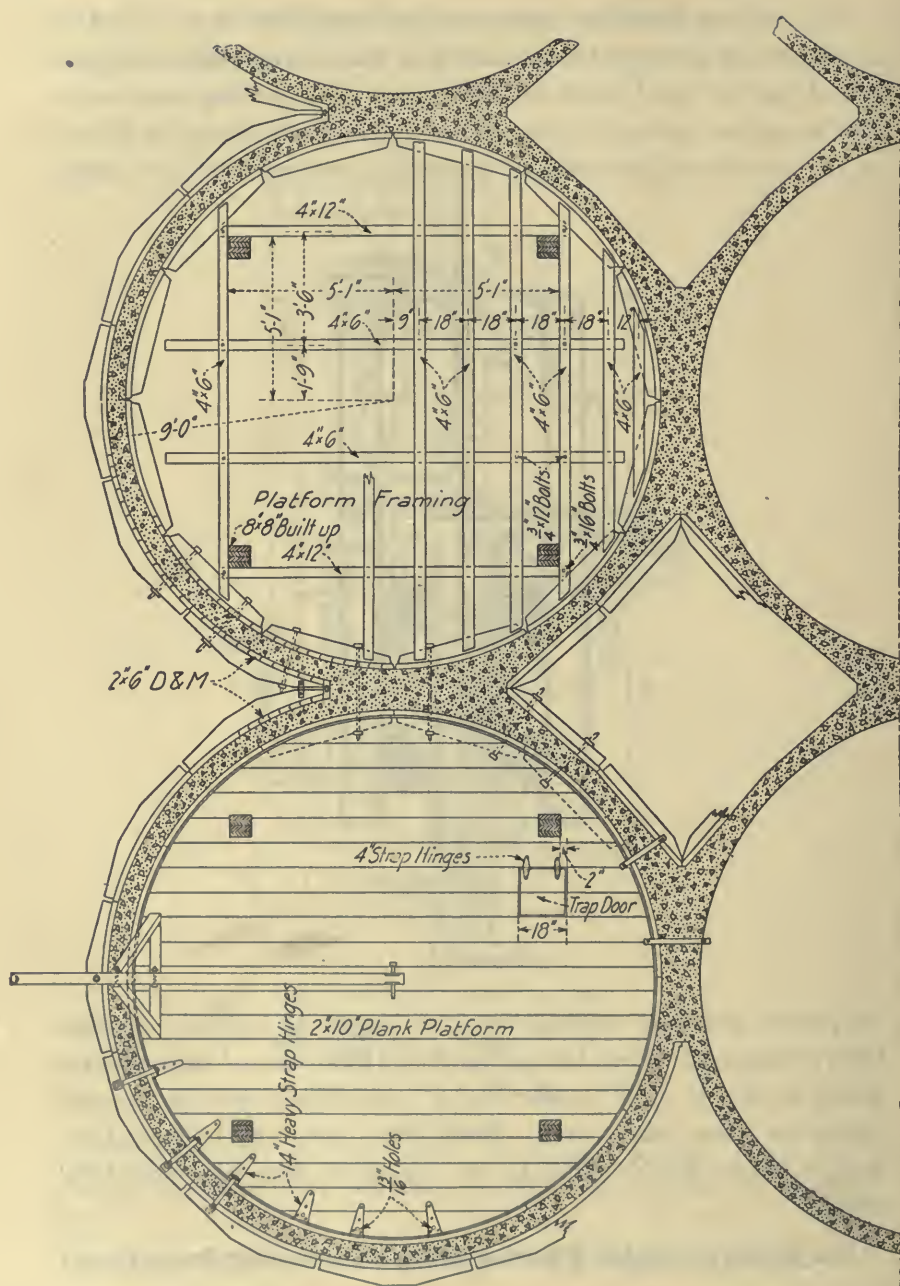 4"x12"
5'-1"
5'-1"
5'-1"
3'-6"
1'-9"
9"
18"
18"
18"
18"
12"
4"x6"
4"x6"
4"x6"
4"x6"
4"x6"
9'-0"
4"x6"
Platform Framing
8"x8" Built up
4"x12"
3/4"x12" Bolts
3/4"x16" Bolts
2"x6" D&M
4" Strap Hinges
2"
Trap Door
18"
2"x10" Plank Platform
14" Heavy Strap Hinges
13/16" Holes